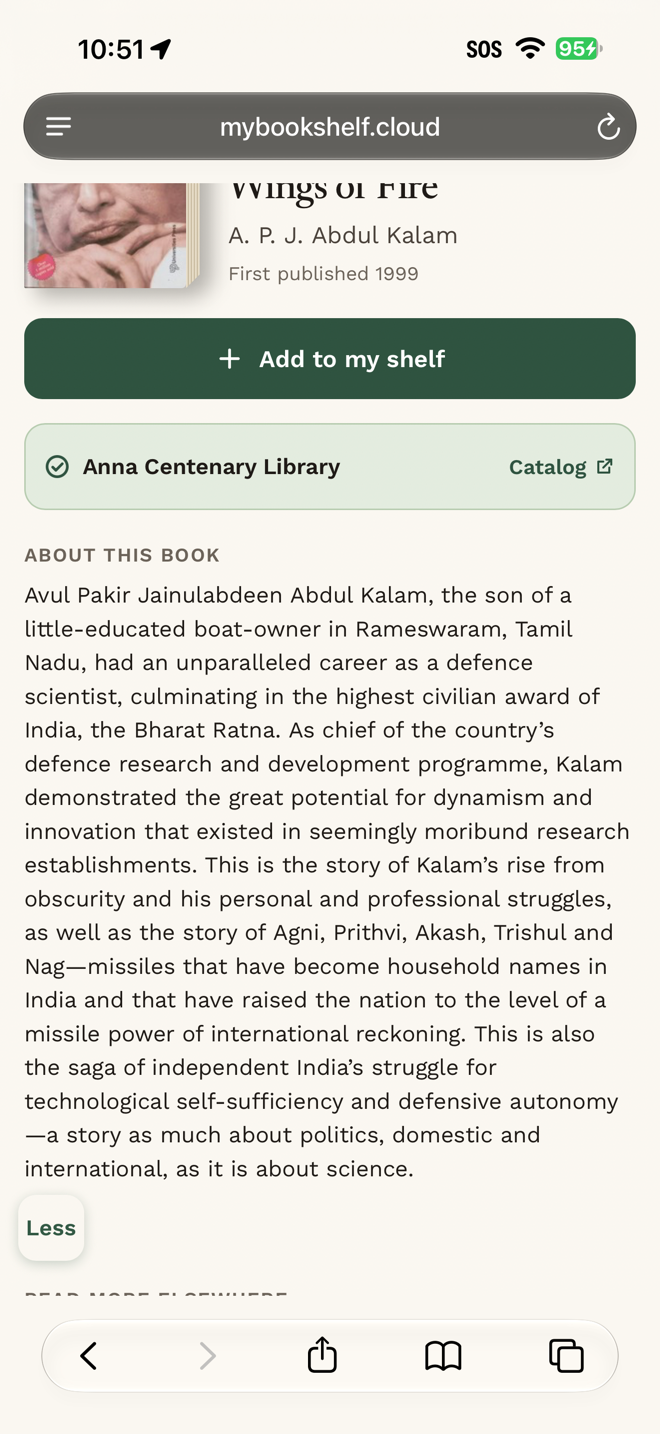 10:51
SOS
95
mybookshelf.cloud
Wings of Fire
A. P. J. Abdul Kalam
First published 1999
+ Add to my shelf
Anna Centenary Library
Catalog
ABOUT THIS BOOK
Avul Pakir Jainulabdeen Abdul Kalam, the son of a
little-educated boat-owner in Rameswaram, Tamil
Nadu, had an unparalleled career as a defence
scientist, culminating in the highest civilian award of
India, the Bharat Ratna. As chief of the country’s
defence research and development programme, Kalam
demonstrated the great potential for dynamism and
innovation that existed in seemingly moribund research
establishments. This is the story of Kalam’s rise from
obscurity and his personal and professional struggles,
as well as the story of Agni, Prithvi, Akash, Trishul and
Nag—missiles that have become household names in
India and that have raised the nation to the level of a
missile power of international reckoning. This is also
the saga of independent India’s struggle for
technological self-sufficiency and defensive autonomy
—a story as much about politics, domestic and
international, as it is about science.
Less
READ MORE ELSEWHERE